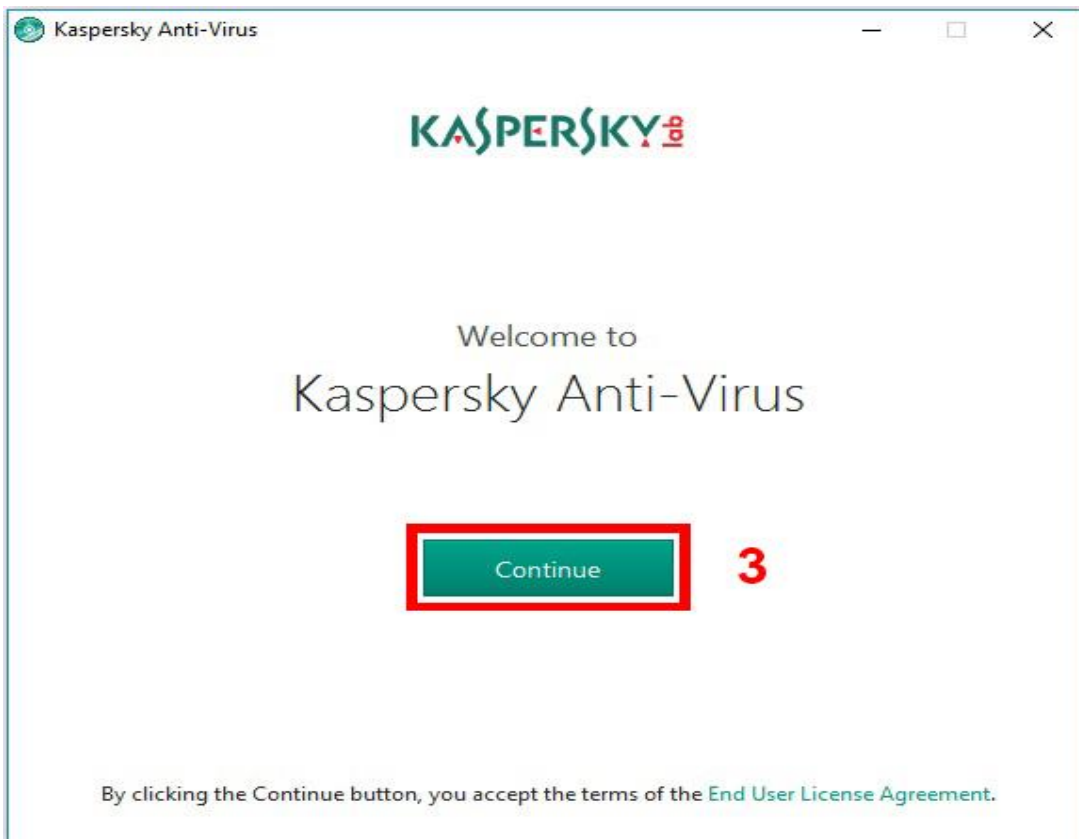 Kaspersky Anti-Virus
KASPERSKY lab
Welcome to
Kaspersky Anti-Virus
Continue
3
By clicking the Continue button, you accept the terms of the End User License Agreement.